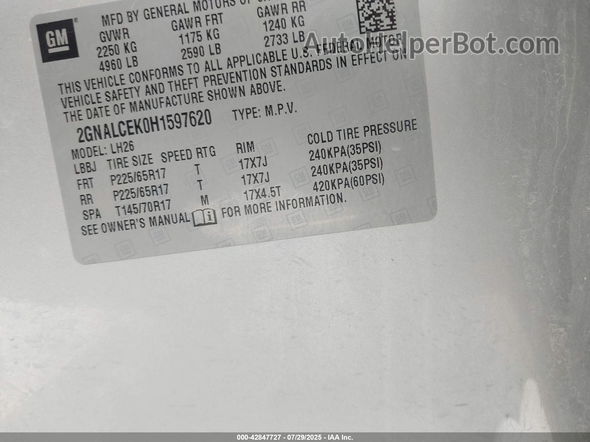 GM
MFD BY GENERAL MOTORS OF
GVWR GAWR FRT GAWR RR
2250 KG 1175 KG 1240 KG
4960 LB 2590 LB 2733 LB
THIS VEHICLE CONFORMS TO ALL APPLICABLE U.S. FEDERAL MOTOR
VEHICLE SAFETY AND THEFT PREVENTION STANDARDS IN EFFECT ON
THE DATE OF MANUFACTURE SHOWN ABOVE.
2GNALCEK0H1597620 TYPE: M.P.V.
MODEL: LH26
LBBJ TIRE SIZE SPEED RTG RIM COLD TIRE PRESSURE
FRT P225/65R17 T 17X7J 240KPA(35PSI)
RR P225/65R17 T 17X7J 240KPA(35PSI)
SPA T145/70R17 M 17X4.5T 420KPA(60PSI)
SEE OWNER'S MANUAL FOR MORE INFORMATION.
AutoHelperBot.com
000-42847727 - 07/29/2025 - IAA Inc.